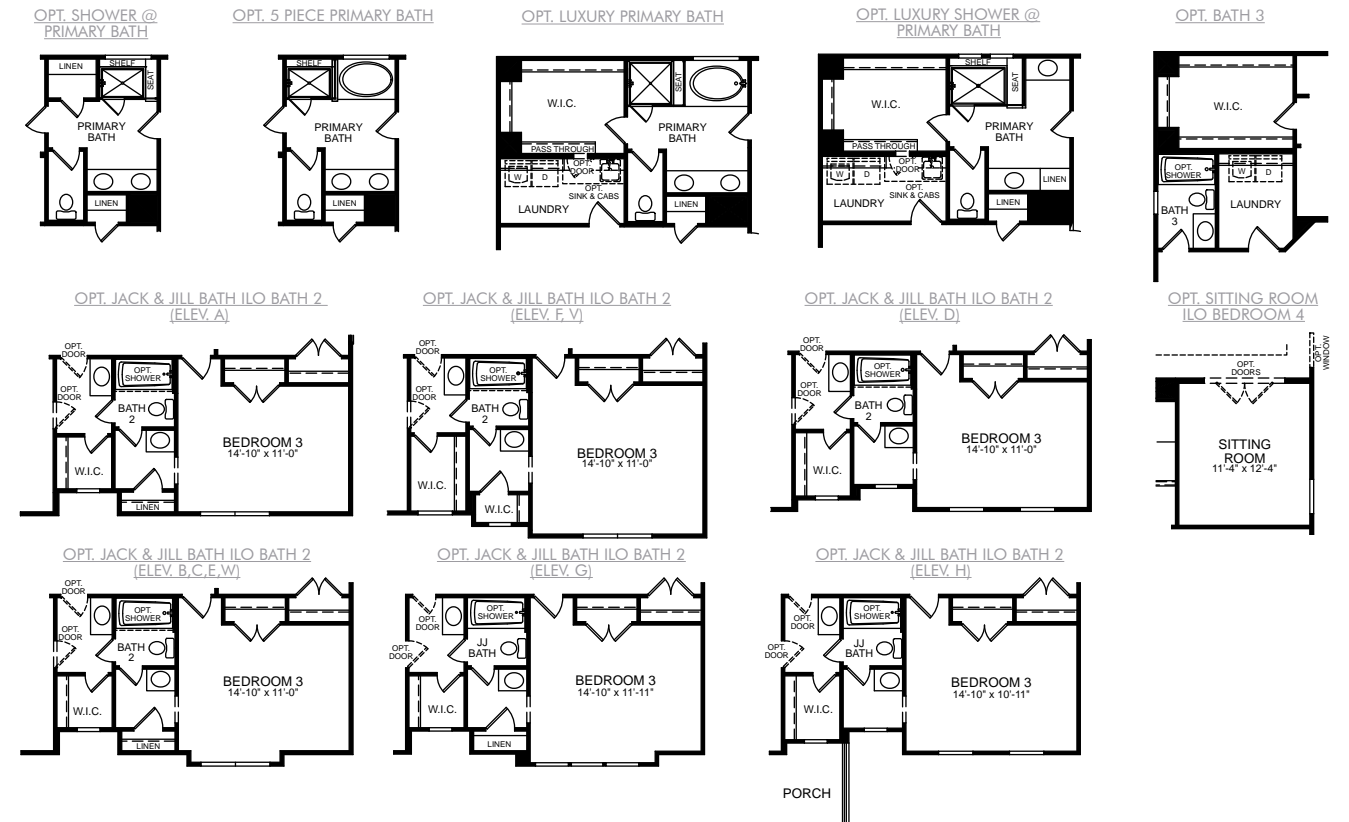 OPT. SHOWER @
PRIMARY BATH
LINEN
SHELF
SEAT
PRIMARY
BATH
LINEN
OPT. 5 PIECE PRIMARY BATH
SHELF
PRIMARY
BATH
LINEN
OPT. LUXURY PRIMARY BATH
W.I.C.
SEAT
PRIMARY
BATH
PASS THROUGH
W
D
OPT.
DOOR
OPT.
SINK & CABS
LAUNDRY
LINEN
OPT. LUXURY SHOWER @
PRIMARY BATH
SHELF
SEAT
W.I.C.
PRIMARY
BATH
PASS THROUGH
W
D
OPT.
DOOR
OPT.
SINK & CABS
LAUNDRY
LINEN
LINEN
OPT. BATH 3
W.I.C.
OPT.
SHOWER
W
D
BATH
3
LAUNDRY
OPT. JACK & JILL BATH ILO BATH 2
(ELEV. A)
OPT.
DOOR
OPT.
DOOR
OPT.
SHOWER
BATH
2
W.I.C.
LINEN
BEDROOM 3
14'-10" x 11'-0"
OPT. JACK & JILL BATH ILO BATH 2
(ELEV. F, V)
OPT.
DOOR
OPT.
DOOR
OPT.
SHOWER
BATH
2
W.I.C.
W.I.C.
BEDROOM 3
14'-10" x 11'-0"
OPT. JACK & JILL BATH ILO BATH 2
(ELEV. D)
OPT.
DOOR
OPT.
DOOR
OPT.
SHOWER
BATH
2
W.I.C.
BEDROOM 3
14'-10" x 11'-0"
OPT. SITTING ROOM
ILO BEDROOM 4
OPT.
WINDOW
OPT.
DOORS
SITTING
ROOM
11'-4" x 12'-4"
OPT. JACK & JILL BATH ILO BATH 2
(ELEV. B,C,E,W)
OPT.
DOOR
OPT.
DOOR
OPT.
SHOWER
BATH
2
W.I.C.
LINEN
BEDROOM 3
14'-10" x 11'-0"
OPT. JACK & JILL BATH ILO BATH 2
(ELEV. G)
OPT.
DOOR
OPT.
DOOR
OPT.
SHOWER
JJ
BATH
W.I.C.
LINEN
BEDROOM 3
14'-10" x 11'-11"
OPT. JACK & JILL BATH ILO BATH 2
(ELEV. H)
OPT.
DOOR
OPT.
DOOR
OPT.
SHOWER
JJ
BATH
W.I.C.
BEDROOM 3
14'-10" x 10'-11"
PORCH